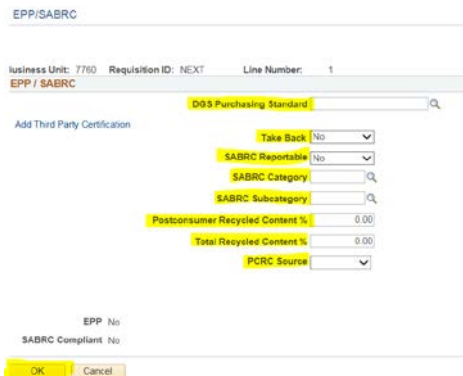 EPP/SABRC
usiness Unit: 7760 Requisition ID: NEXT Line Number: 1
EPP / SABRC
DGS Purchasing Standard
Add Third Party Certification
Take Back No
SABRC Reportable No
SABRC Category
SABRC Subcategory
Postconsumer Recycled Content % 0.00
Total Recycled Content % 0.00
PCRC Source
EPP No
SABRC Compliant No
OK Cancel